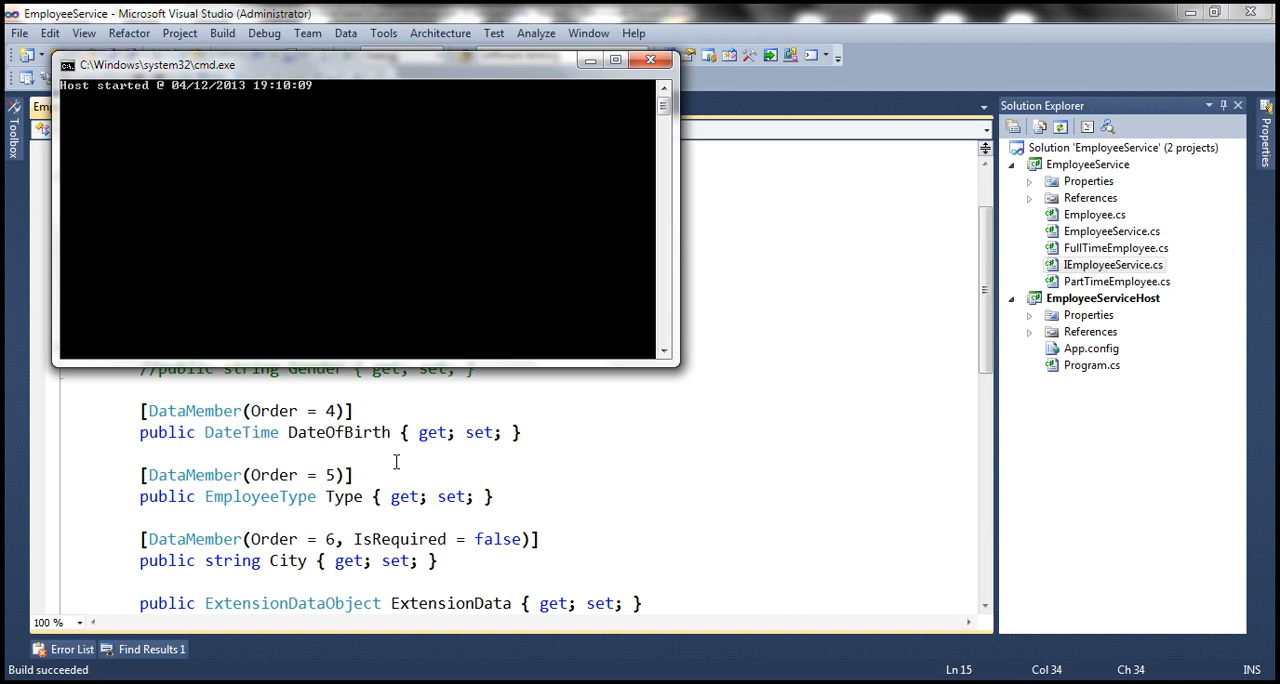 EmployeeService - Microsoft Visual Studio (Administrator)
File Edit View Refactor Project Build Debug Team Data Tools Architecture Test Analyze Window Help
C:\Windows\system32\cmd.exe
Host started @ 04/12/2013 19:10:09
Toolbox
Em
//public string Gender { get; set; }
[DataMember(Order = 4)]
public DateTime DateOfBirth { get; set; }
[DataMember(Order = 5)]
public EmployeeType Type { get; set; }
[DataMember(Order = 6, IsRequired = false)]
public string City { get; set; }
public ExtensionDataObject ExtensionData { get; set; }
100 %
Solution Explorer
Solution 'EmployeeService' (2 projects)
EmployeeService
Properties
References
Employee.cs
EmployeeService.cs
FullTimeEmployee.cs
IEmployeeService.cs
PartTimeEmployee.cs
EmployeeServiceHost
Properties
References
App.config
Program.cs
Properties
Error List Find Results 1
Build succeeded Ln 15 Col 34 Ch 34 INS